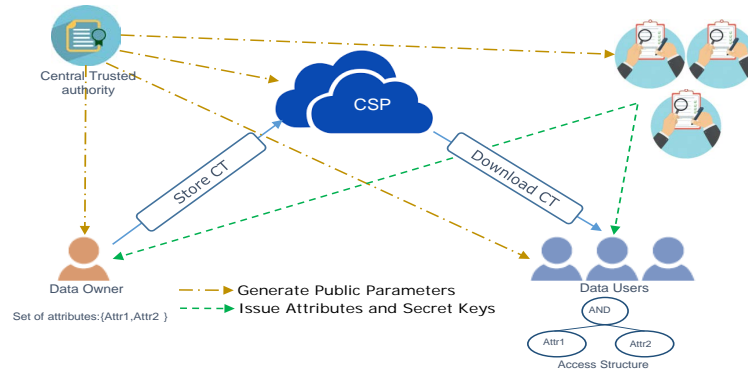 Central Trusted
authority
CSP
Store CT
Download CT
Data Owner
Set of attributes:{Attr1,Attr2 }
Generate Public Parameters
Issue Attributes and Secret Keys
Data Users
AND
Attr1
Attr2
Access Structure